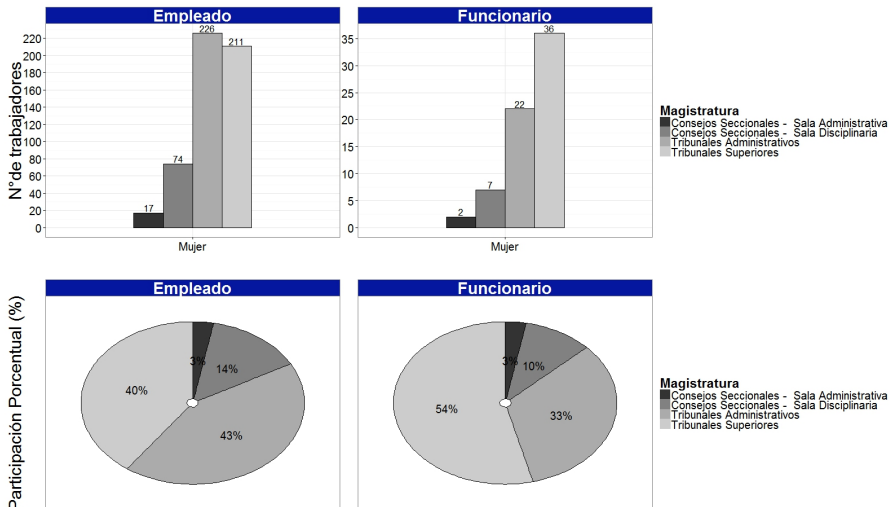 Empleado
Funcionario
N° de trabajadores
220
200
180
160
140
120
100
80
60
40
20
0
17
74
226
211
Mujer
35
30
25
20
15
10
5
0
2
7
22
36
Mujer
Magistratura
Consejos Seccionales - Sala Administrativa
Consejos Seccionales - Sala Disciplinaria
Tribunales Administrativos
Tribunales Superiores
Empleado
Funcionario
Participación Porcentual (%)
3%
14%
40%
43%
3%
10%
54%
33%
Magistratura
Consejos Seccionales - Sala Administrativa
Consejos Seccionales - Sala Disciplinaria
Tribunales Administrativos
Tribunales Superiores